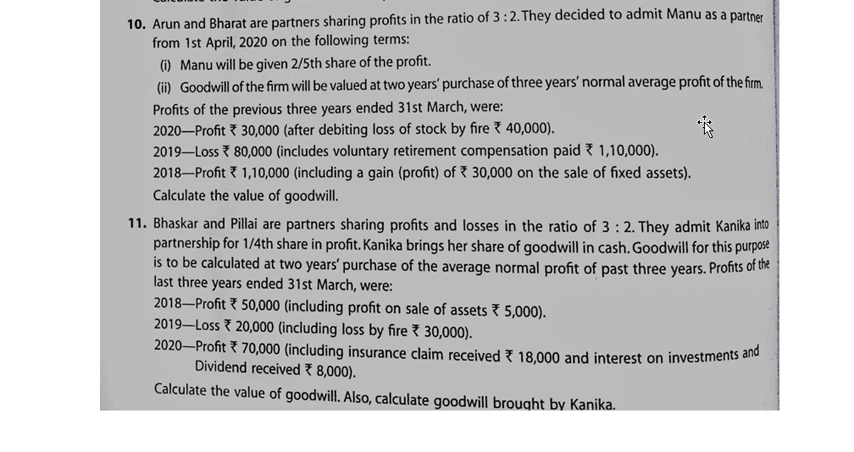 10. Arun and Bharat are partners sharing profits in the ratio of 3 : 2. They decided to admit Manu as a partner
from 1st April, 2020 on the following terms:
(i) Manu will be given 2/5th share of the profit.
(ii) Goodwill of the firm will be valued at two years' purchase of three years' normal average profit of the firm.
Profits of the previous three years ended 31st March, were:
2020—Profit ₹ 30,000 (after debiting loss of stock by fire ₹ 40,000).
2019—Loss ₹ 80,000 (includes voluntary retirement compensation paid ₹ 1,10,000).
2018—Profit ₹ 1,10,000 (including a gain (profit) of ₹ 30,000 on the sale of fixed assets).
Calculate the value of goodwill.
11. Bhaskar and Pillai are partners sharing profits and losses in the ratio of 3 : 2. They admit Kanika into
partnership for 1/4th share in profit. Kanika brings her share of goodwill in cash. Goodwill for this purpose
is to be calculated at two years' purchase of the average normal profit of past three years. Profits of the
last three years ended 31st March, were:
2018—Profit ₹ 50,000 (including profit on sale of assets ₹ 5,000).
2019—Loss ₹ 20,000 (including loss by fire ₹ 30,000).
2020—Profit ₹ 70,000 (including insurance claim received ₹ 18,000 and interest on investments and
Dividend received ₹ 8,000).
Calculate the value of goodwill. Also, calculate goodwill brought by Kanika.